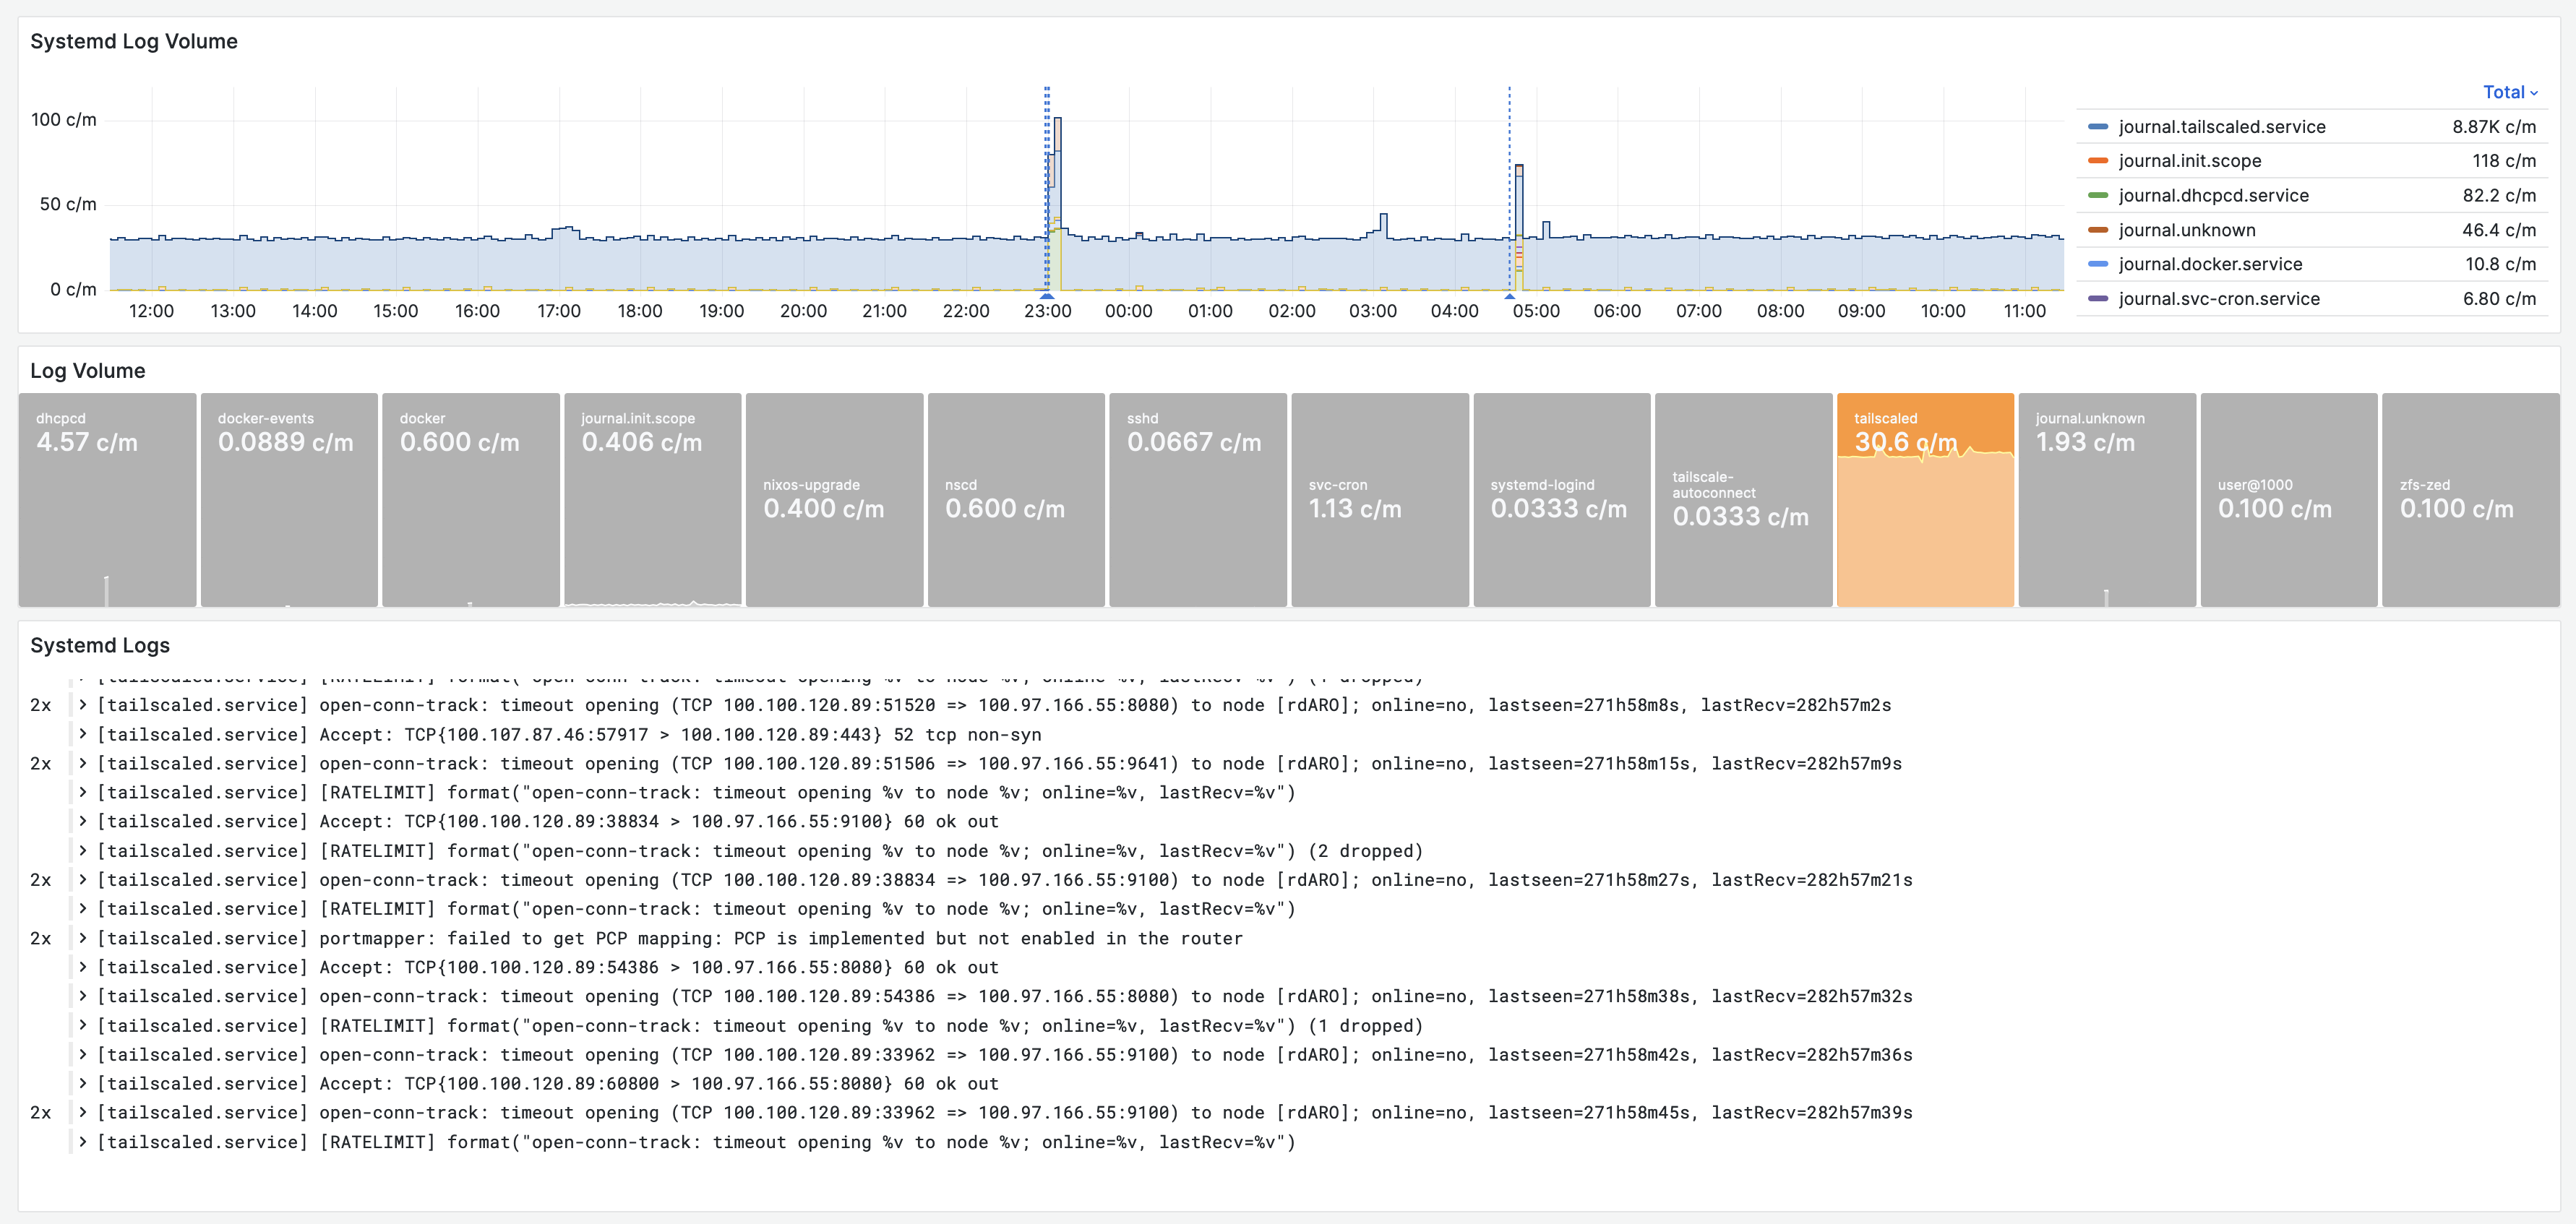 Systemd Log Volume
Total
100 c/m
50 c/m
0 c/m
12:00 13:00 14:00 15:00 16:00 17:00 18:00 19:00 20:00 21:00 22:00 23:00 00:00 01:00 02:00 03:00 04:00 05:00 06:00 07:00 08:00 09:00 10:00 11:00
journal.tailscaled.service 8.87K c/m
journal.init.scope 118 c/m
journal.dhcpcd.service 82.2 c/m
journal.unknown 46.4 c/m
journal.docker.service 10.8 c/m
journal.svc-cron.service 6.80 c/m
Log Volume
dhcpcd
4.57 c/m
docker-events
0.0889 c/m
docker
0.600 c/m
journal.init.scope
0.406 c/m
nixos-upgrade
0.400 c/m
nscd
0.600 c/m
sshd
0.0667 c/m
svc-cron
1.13 c/m
systemd-logind
0.0333 c/m
tailscale-
autoconnect
0.0333 c/m
tailscaled
30.6 c/m
journal.unknown
1.93 c/m
user@1000
0.100 c/m
zfs-zed
0.100 c/m
Systemd Logs
2x > [tailscaled.service] open-conn-track: timeout opening (TCP 100.100.120.89:51520 => 100.97.166.55:8080) to node [rdARO]; online=no, lastseen=271h58m8s, lastRecv=282h57m2s
> [tailscaled.service] Accept: TCP{100.107.87.46:57917 > 100.100.120.89:443} 52 tcp non-syn
2x > [tailscaled.service] open-conn-track: timeout opening (TCP 100.100.120.89:51506 => 100.97.166.55:9641) to node [rdARO]; online=no, lastseen=271h58m15s, lastRecv=282h57m9s
> [tailscaled.service] [RATELIMIT] format("open-conn-track: timeout opening %v to node %v; online=%v, lastRecv=%v")
> [tailscaled.service] Accept: TCP{100.100.120.89:38834 > 100.97.166.55:9100} 60 ok out
> [tailscaled.service] [RATELIMIT] format("open-conn-track: timeout opening %v to node %v; online=%v, lastRecv=%v") (2 dropped)
2x > [tailscaled.service] open-conn-track: timeout opening (TCP 100.100.120.89:38834 => 100.97.166.55:9100) to node [rdARO]; online=no, lastseen=271h58m27s, lastRecv=282h57m21s
> [tailscaled.service] [RATELIMIT] format("open-conn-track: timeout opening %v to node %v; online=%v, lastRecv=%v")
2x > [tailscaled.service] portmapper: failed to get PCP mapping: PCP is implemented but not enabled in the router
> [tailscaled.service] Accept: TCP{100.100.120.89:54386 > 100.97.166.55:8080} 60 ok out
> [tailscaled.service] open-conn-track: timeout opening (TCP 100.100.120.89:54386 => 100.97.166.55:8080) to node [rdARO]; online=no, lastseen=271h58m38s, lastRecv=282h57m32s
> [tailscaled.service] [RATELIMIT] format("open-conn-track: timeout opening %v to node %v; online=%v, lastRecv=%v") (1 dropped)
> [tailscaled.service] open-conn-track: timeout opening (TCP 100.100.120.89:33962 => 100.97.166.55:9100) to node [rdARO]; online=no, lastseen=271h58m42s, lastRecv=282h57m36s
> [tailscaled.service] Accept: TCP{100.100.120.89:60800 > 100.97.166.55:8080} 60 ok out
2x > [tailscaled.service] open-conn-track: timeout opening (TCP 100.100.120.89:33962 => 100.97.166.55:9100) to node [rdARO]; online=no, lastseen=271h58m45s, lastRecv=282h57m39s
> [tailscaled.service] [RATELIMIT] format("open-conn-track: timeout opening %v to node %v; online=%v, lastRecv=%v")